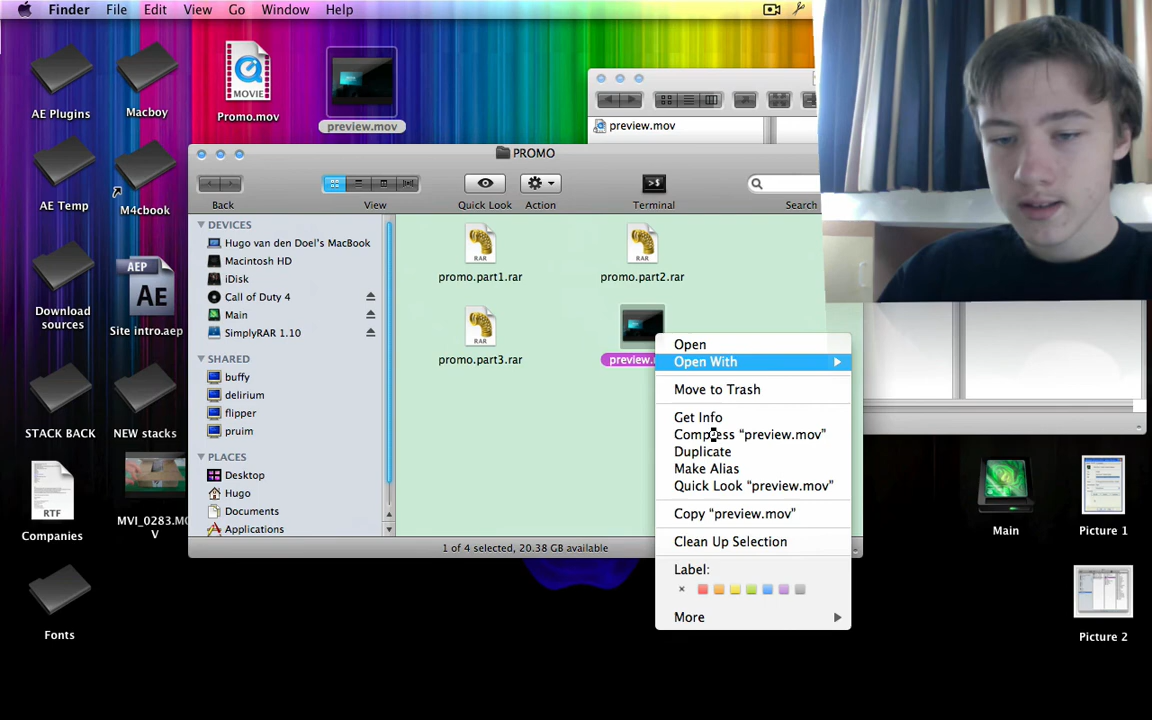 Finder File Edit View Go Window Help
AE Plugins
Macboy
MOVIE
Promo.mov
preview.mov
preview.mov
PROMO
AE Temp
M4cbook
Back
View
Quick Look
Action
>$
Terminal
Search
DEVICES
Hugo van den Doel's MacBook
Macintosh HD
iDisk
Call of Duty 4
Main
SimplyRAR 1.10
SHARED
buffy
delirium
flipper
pruim
PLACES
Desktop
Hugo
Documents
Applications
RAR
promo.part1.rar
RAR
promo.part2.rar
RAR
promo.part3.rar
Open
Open With
Move to Trash
Get Info
Compress "preview.mov"
Duplicate
Make Alias
Quick Look "preview.mov"
Copy "preview.mov"
Clean Up Selection
Label:
×
More
1 of 4 selected, 20.38 GB available
Download
sources
AEP
Ae
Site intro.aep
STACK BACK
NEW stacks
RTF
Companies
MVI_0283.MO
V
Fonts
Main
Picture 1
Picture 2